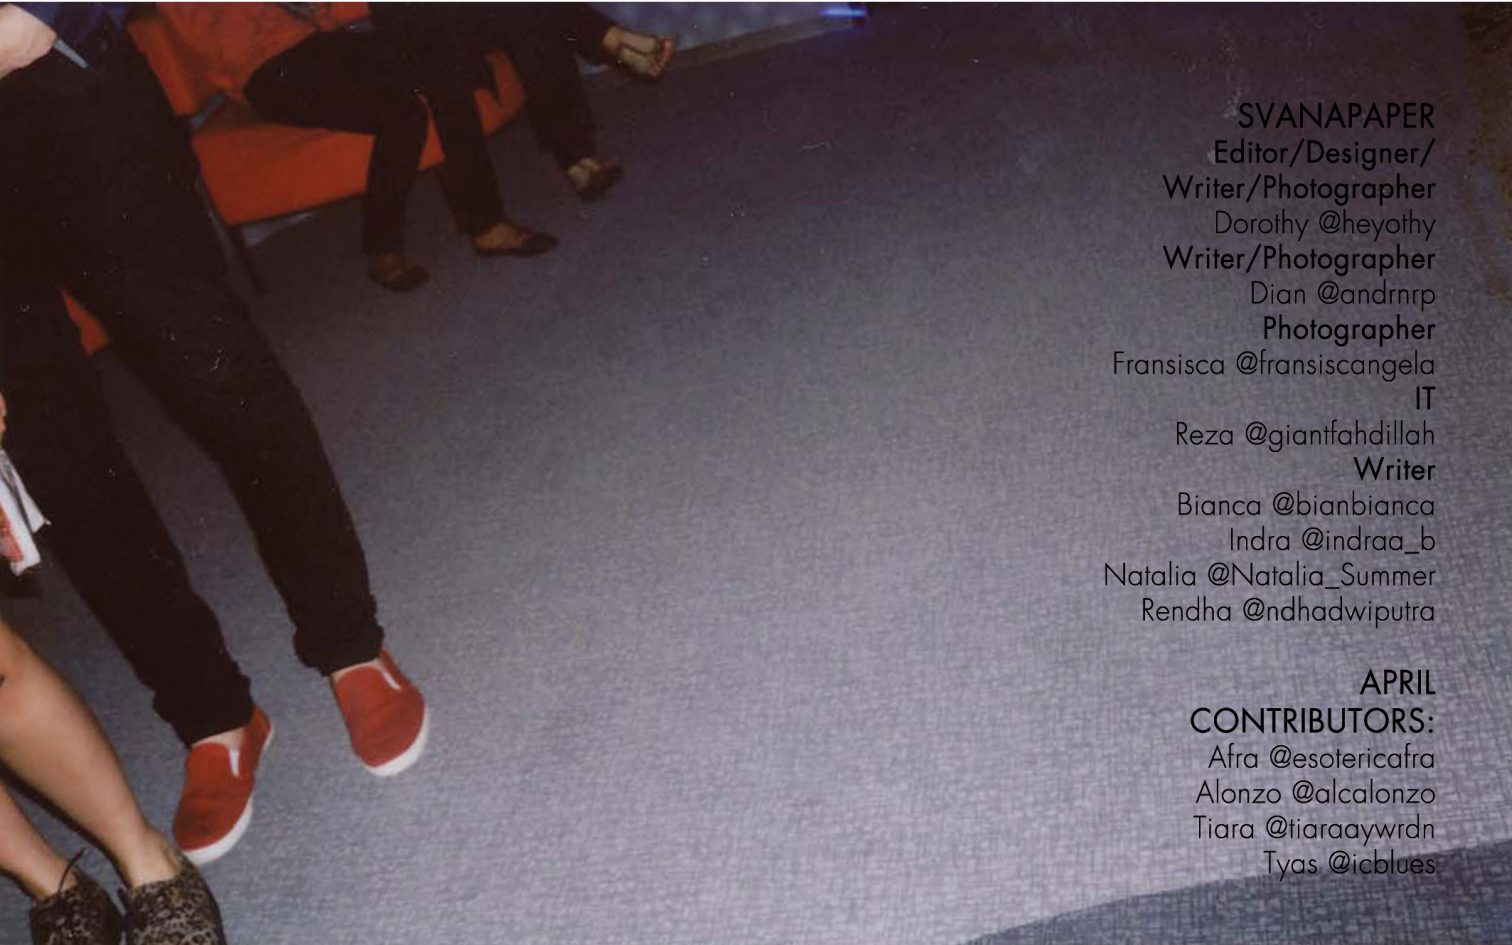 SVANAPAPER
Editor/Designer/
Writer/Photographer
Dorothy @heyothy
Writer/Photographer
Dian @andrnrp
Photographer
Fransisca @fransiscangela
IT
Reza @giantfahdillah
Writer
Bianca @bianbianca
Indra @indraa_b
Natalia @Natalia_Summer
Rendha @ndhadwiputra
APRIL
CONTRIBUTORS:
Afra @esotericafra
Alonzo @alcalonzo
Tiara @tiaraaywrdn
Tyas @icblues